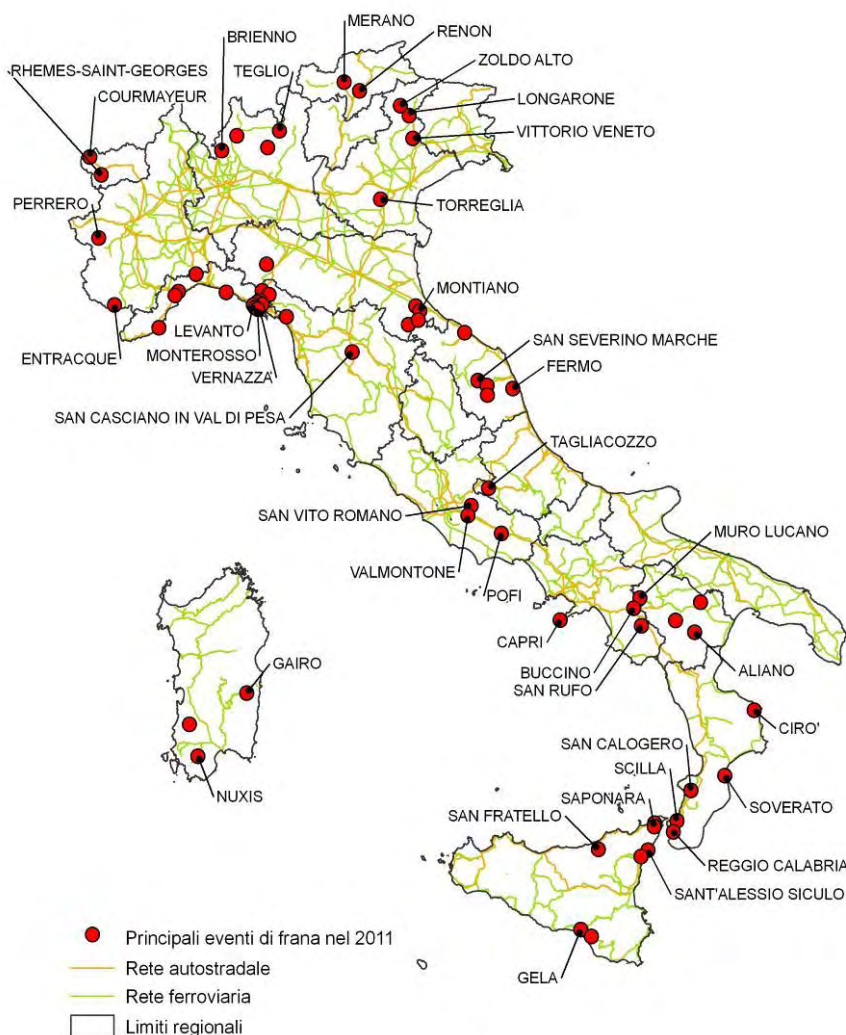 MERANO
BRIENNO
RENON
RHEMES-SAINT-GEORGES
TEGLIO
ZOLDO ALTO
COURMAYEUR
LONGARONE
VITTORIO VENETO
PERRERO
TORREGLIA
MONTIANO
LEVANTO
SAN SEVERINO MARCHE
ENTRACQUE
MONTEROSSO
FERMO
VERNAZZA
SAN CASCIANO IN VAL DI PESA
TAGLIACOZZO
SAN VITO ROMANO
MURO LUCANO
VALMONTONE
POFI
CAPRI
GAIRO
BUCCINO
ALIANO
SAN RUFO
CIRO'
SAN CALOGERO
SCILLA
NUXIS
SAPONARA
SOVERATO
SAN FRATELLO
REGGIO CALABRIA
SANT'ALESSIO SICULO
GELA
Principali eventi di frana nel 2011
Rete autostradale
Rete ferroviaria
Limiti regionali